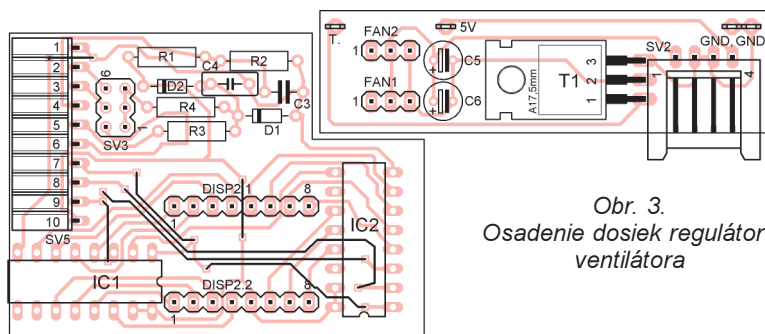 1
2
3
4
5
6
7
8
9
10
SV5
6
1
SV3
R1
R2
C4
D2
R4
R3
C3
D1
DISP2.1
1
8
DISP2.2
1
8
IC1
IC2
T.
FAN2
FAN1
5V
+
C5
+
C6
A17,5mm
T1
3
2
1
SV2
GND, GND
1
4
Obr. 3.
Osadenie dosiek regulátor
ventilátora